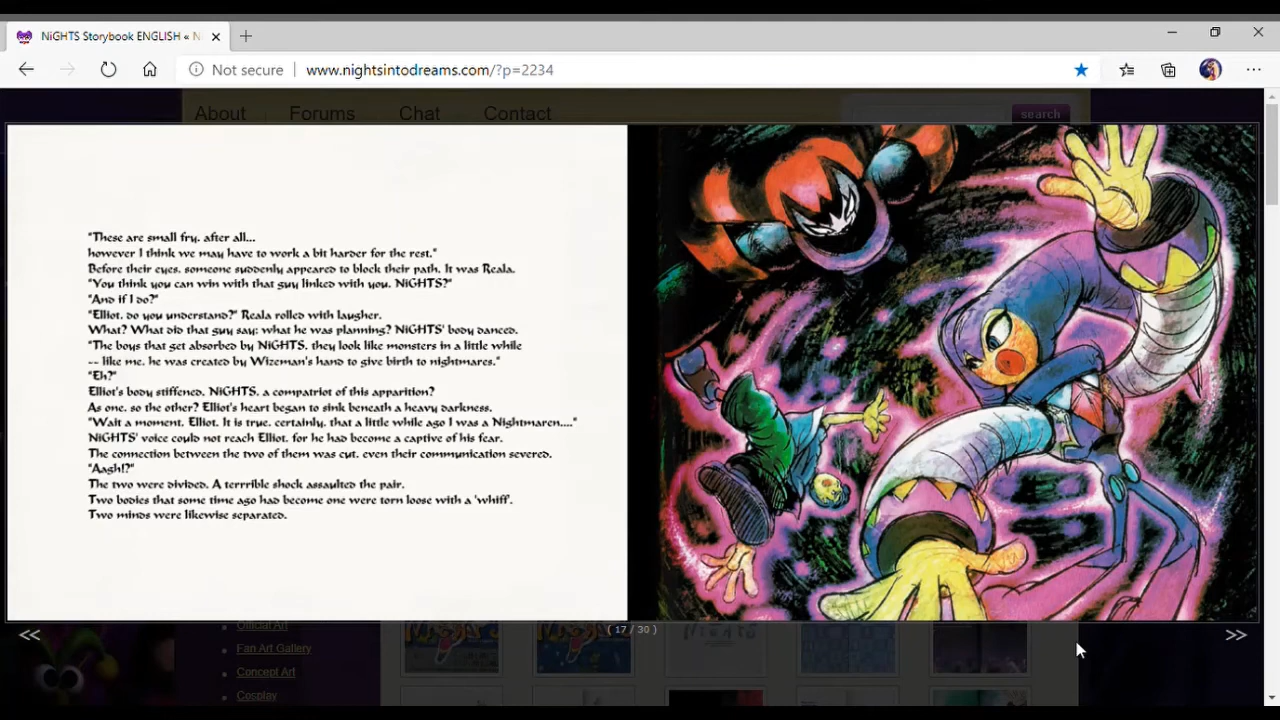 NiGHTS Storybook ENGLISH « N
Not secure
www.nightsintodreams.com/?p=2234
About
Forums
Chat
Contact
search
"These are small fry, after all...
however I think we may have to work a bit harder for the rest."
Before their eyes, someone suddenly appeared to block their path. It was Reala.
"You think you can win with that guy linked with you, NiGHTS?"
"And if I do?"
"Elliot, do you understand?" Reala rolled with laugher.
What? What did that guy say; what he was planning? NiGHTS' body danced.
"The boys that get absorbed by NiGHTS, they look like monsters in a little while
-- like me, he was created by Wizeman's hand to give birth to nightmares."
"Eh?"
Elliot's body stiffened. NiGHTS, a compatriot of this apparition?
As one, so the other? Elliot's heart began to sink beneath a heavy darkness.
"Wait a moment, Elliot. It is true, certainly, that a little while ago I was a Nightmaren...."
NiGHTS' voice could not reach Elliot, for he had become a captive of his fear.
The connection between the two of them was cut, even their communication severed.
"Aagh!?"
The two were divided. A terrrible shock assaulted the pair.
Two bodies that some time ago had become one were torn loose with a 'whiff'.
Two minds were likewise separated.
<<
( 17 / 30 )
>>
Official Art
Fan Art Gallery
Concept Art
Cosplay